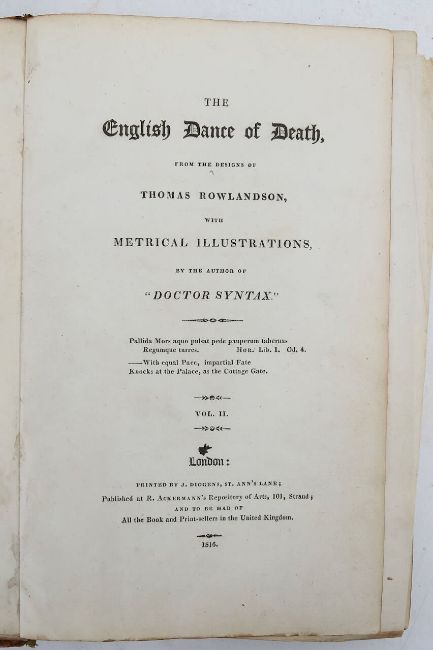 THE
English Dance of Death,
FROM THE DESIGNS OF
THOMAS ROWLANDSON,
WITH
METRICAL ILLUSTRATIONS,
BY THE AUTHOR OF
"DOCTOR SYNTAX."
Pallida Mors aquo pulsat pede pauperum tabernas
Regumque turres. HOR. Lib. 1. Od. 4.
——With equal Pace, impartial Fate
Knocks at the Palace, as the Cottage Gate.
VOL. II.
London:
PRINTED BY J. DIGGENS, ST. ANN'S LANE;
Published at R. ACKERMANN'S Repository of Arts, 101, Strand;
AND TO BE HAD OF
All the Book and Print-sellers in the United Kingdom.
1816.